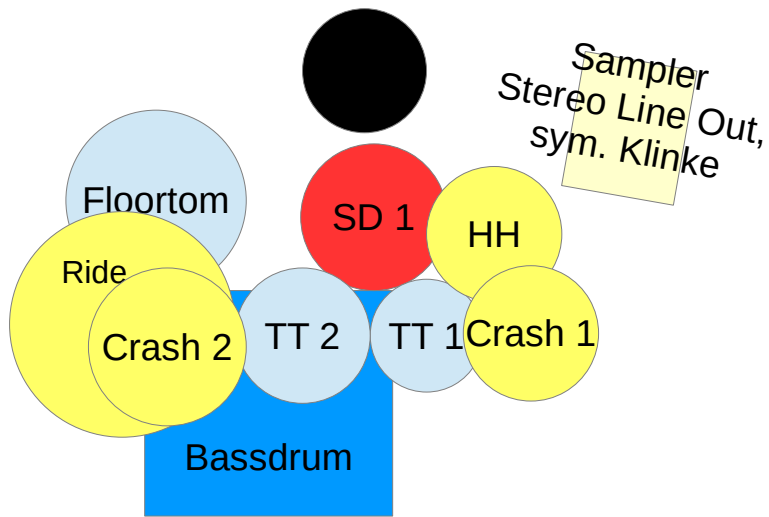 Sampler
Stereo Line Out,
sym. Klinke
Floortom
SD 1
HH
Ride
Crash 2
TT 2
TT 1
Crash 1
Bassdrum